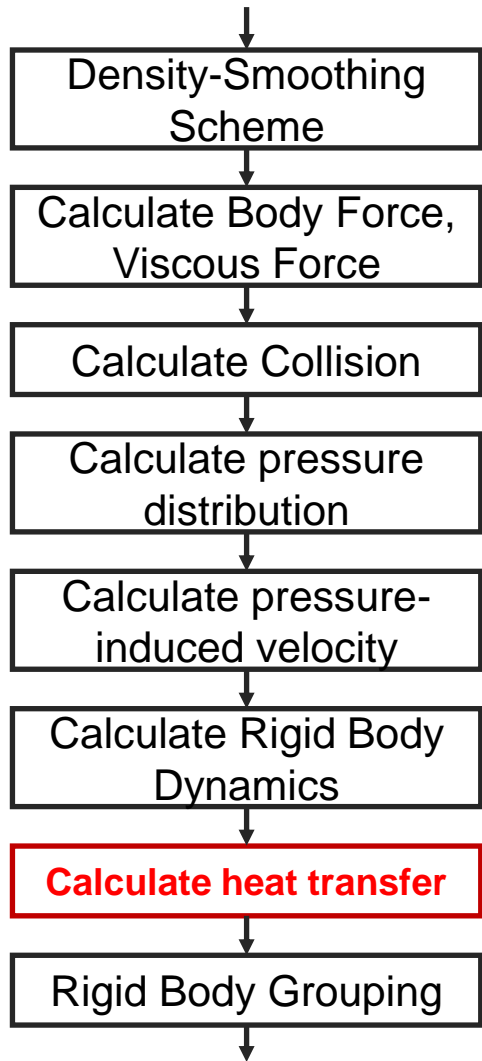 Density-Smoothing
Scheme
Calculate Body Force,
Viscous Force
Calculate Collision
Calculate pressure
distribution
Calculate pressure-
induced velocity
Calculate Rigid Body
Dynamics
Calculate heat transfer
Rigid Body Grouping